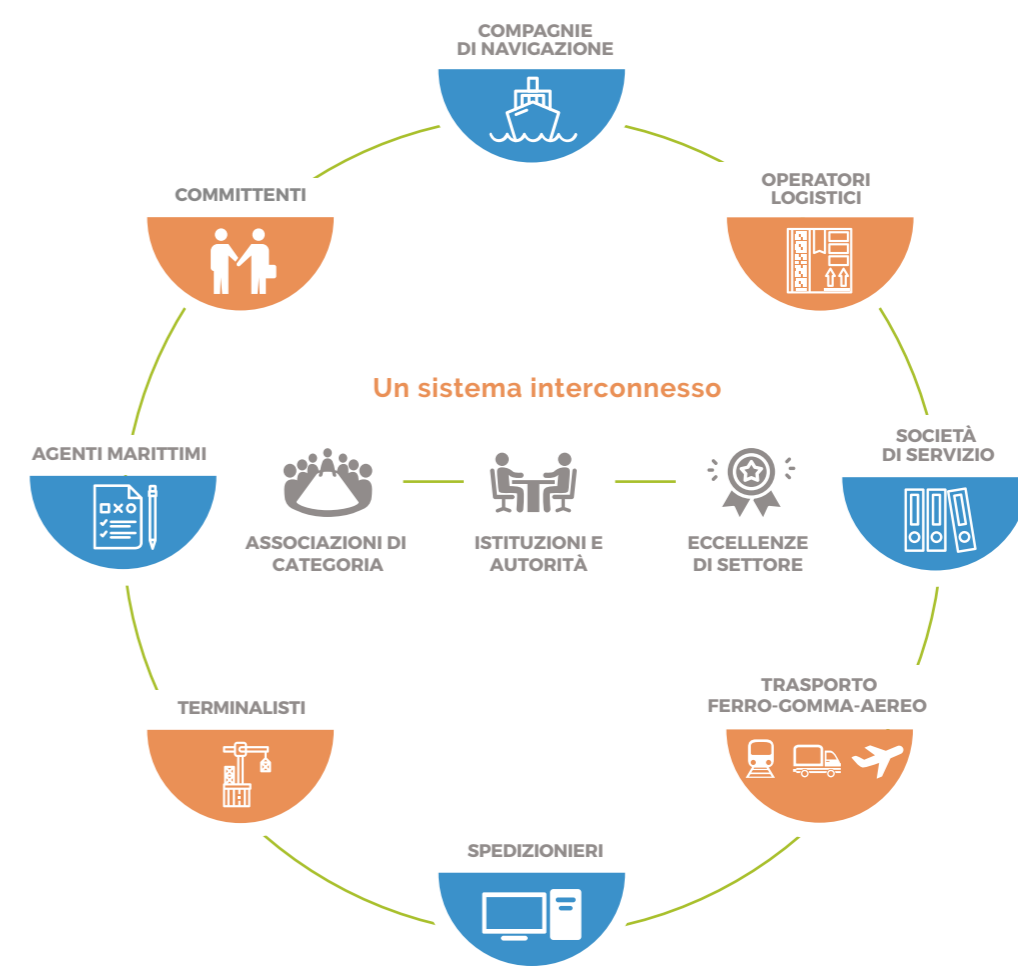 COMPAGNIE
DI NAVIGAZIONE
COMMITTENTI
OPERATORI
LOGISTICI
Un sistema interconnesso
AGENTI MARITTIMI
SOCIETÀ
DI SERVIZIO
ASSOCIAZIONI DI
CATEGORIA
ISTITUZIONI E
AUTORITÀ
ECCELLENZE
DI SETTORE
TERMINALISTI
TRASPORTO
FERRO-GOMMA-AEREO
SPEDIZIONIERI